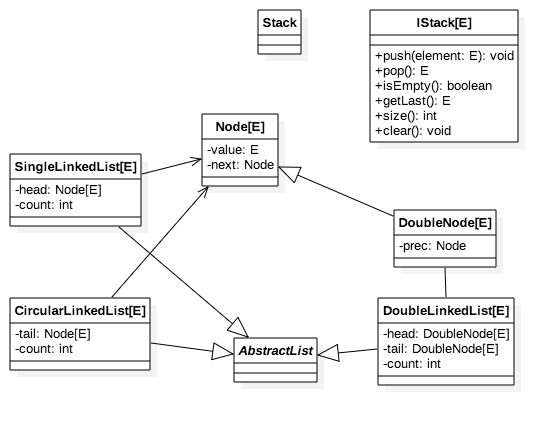 Stack
IStack[E]
+push(element: E): void
+pop(): E
+isEmpty(): boolean
+getLast(): E
+size(): int
+clear(): void
Node[E]
-value: E
-next: Node
SingleLinkedList[E]
-head: Node[E]
-count: int
DoubleNode[E]
-prec: Node
CircularLinkedList[E]
-tail: Node[E]
-count: int
AbstractList
DoubleLinkedList[E]
-head: DoubleNode[E]
-tail: DoubleNode[E]
-count: int